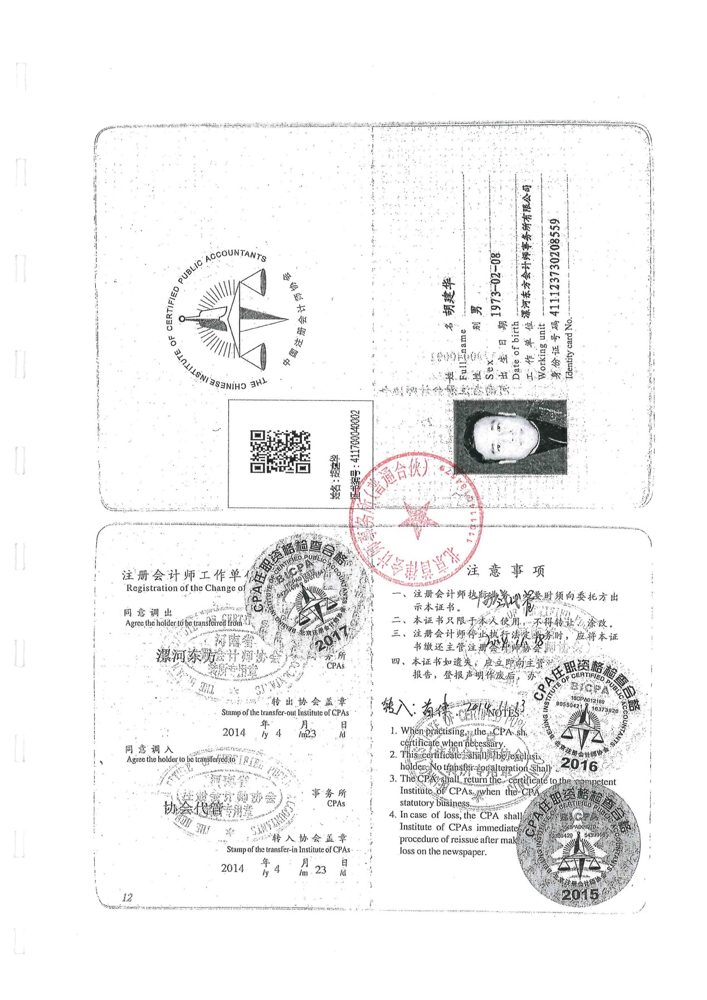 THE CHINESE INSTITUTE OF CERTIFIED PUBLIC ACCOUNTANTS
中国注册会计师协会
姓名：胡建华
证书编号：411700040002
姓 名 胡建华
Full name
性 别 男
Sex
出 生 日 期 1973-02-08
Date of birth
工 作 单 位 漯河东方会计师事务所有限公司
Working unit
身份证号码 411123730208559
Identity card No.
北京首律会计师事务所(普通合伙)
注册会计师工作单
Registration of the Change of
同意调出
Agree the holder to be transferred from
漯河东方
务所
CPAs
河南省
会计师协会
转出协会盖章
Stamp of the transfer-out Institute of CPAs
2014 年/y 4 月/m 23 日/d
同意调入
Agree the holder to be transferred to
河南省
注册会计师协会
协会代管
专用章
事务所
CPAs
转入协会盖章
Stamp of the transfer-in Institute of CPAs
2014 年/y 4 月/m 23 日/d
12
CPA任职资格检查合格
BEIJING INSTITUTE OF CERTIFIED PUBLIC ACCOUNTANTS
BICPA
北京注册会计师协会
2017
注 意 事 项
一、注册会计师执行业务，必要时须向委托方出
示本证书。
二、本证书只限于本人使用，不得转让、涂改。
三、注册会计师停止执行法定业务时，应将本证
书缴还主管注册会计师协会
四、本证书如遗失，应立即向主管
报告，登报声明作废后，办
转入：首律 2014.11.13
NOTES
1. When practising, the CPA sh
certificate when necessary.
2. This certificate shall be exclusi
holder. No transfer or alteration shall
3. The CPA shall return the certificate to the competent
Institute of CPAs when the CPA
statutory business.
4. In case of loss, the CPA shall
Institute of CPAs immediate
procedure of reissue after mak
loss on the newspaper.
CPA任职资格检查合格
BEIJING INSTITUTE OF CERTIFIED PUBLIC ACCOUNTANTS
BICPA
16CPA012169
90550421 16373926
北京注册会计师协会
2016
CPA任职资格检查合格
BEIJING INSTITUTE OF CERTIFIED PUBLIC ACCOUNTANTS
BICPA
北京注册会计师协会
2015